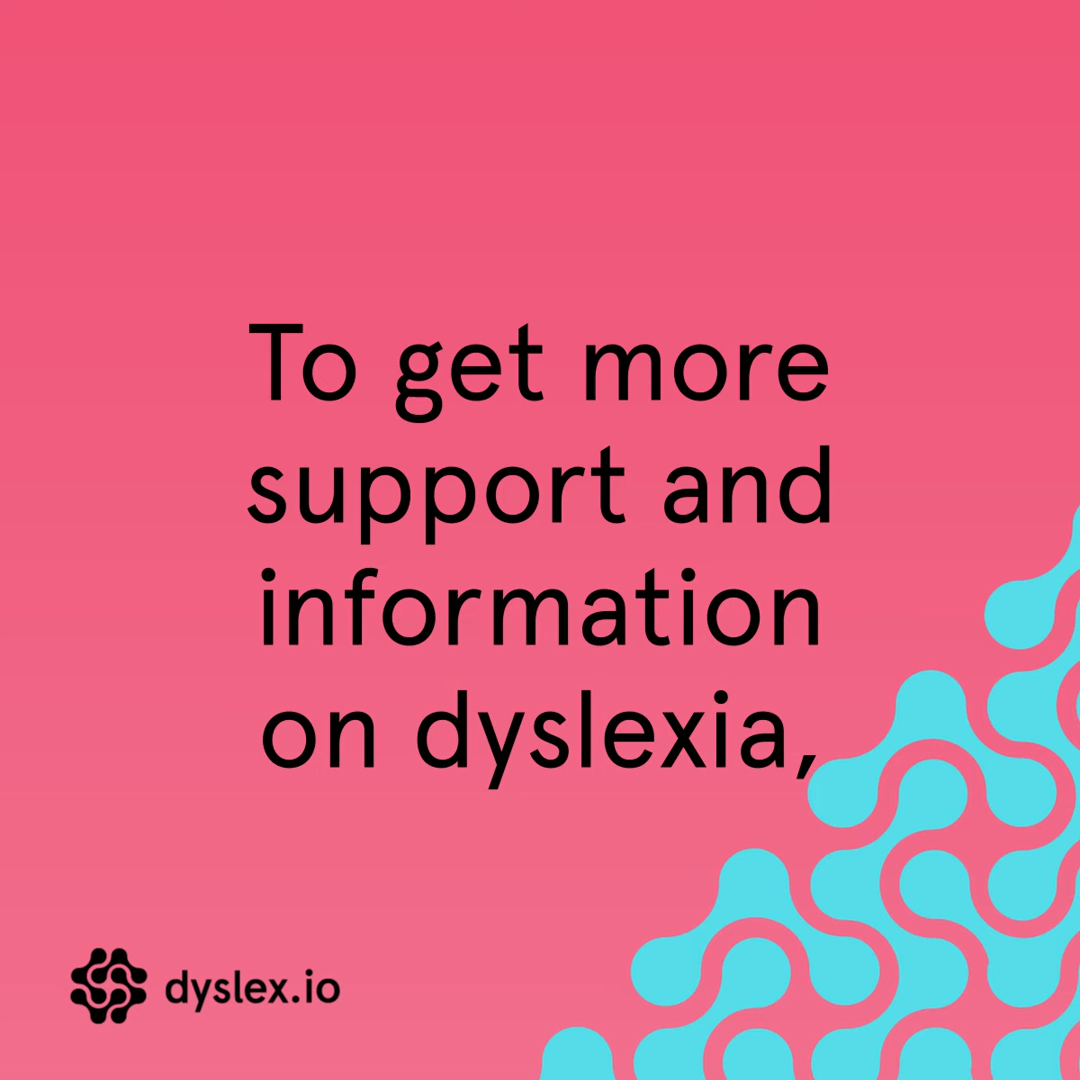 To get more
support and
information
on dyslexia,
dyslex.io